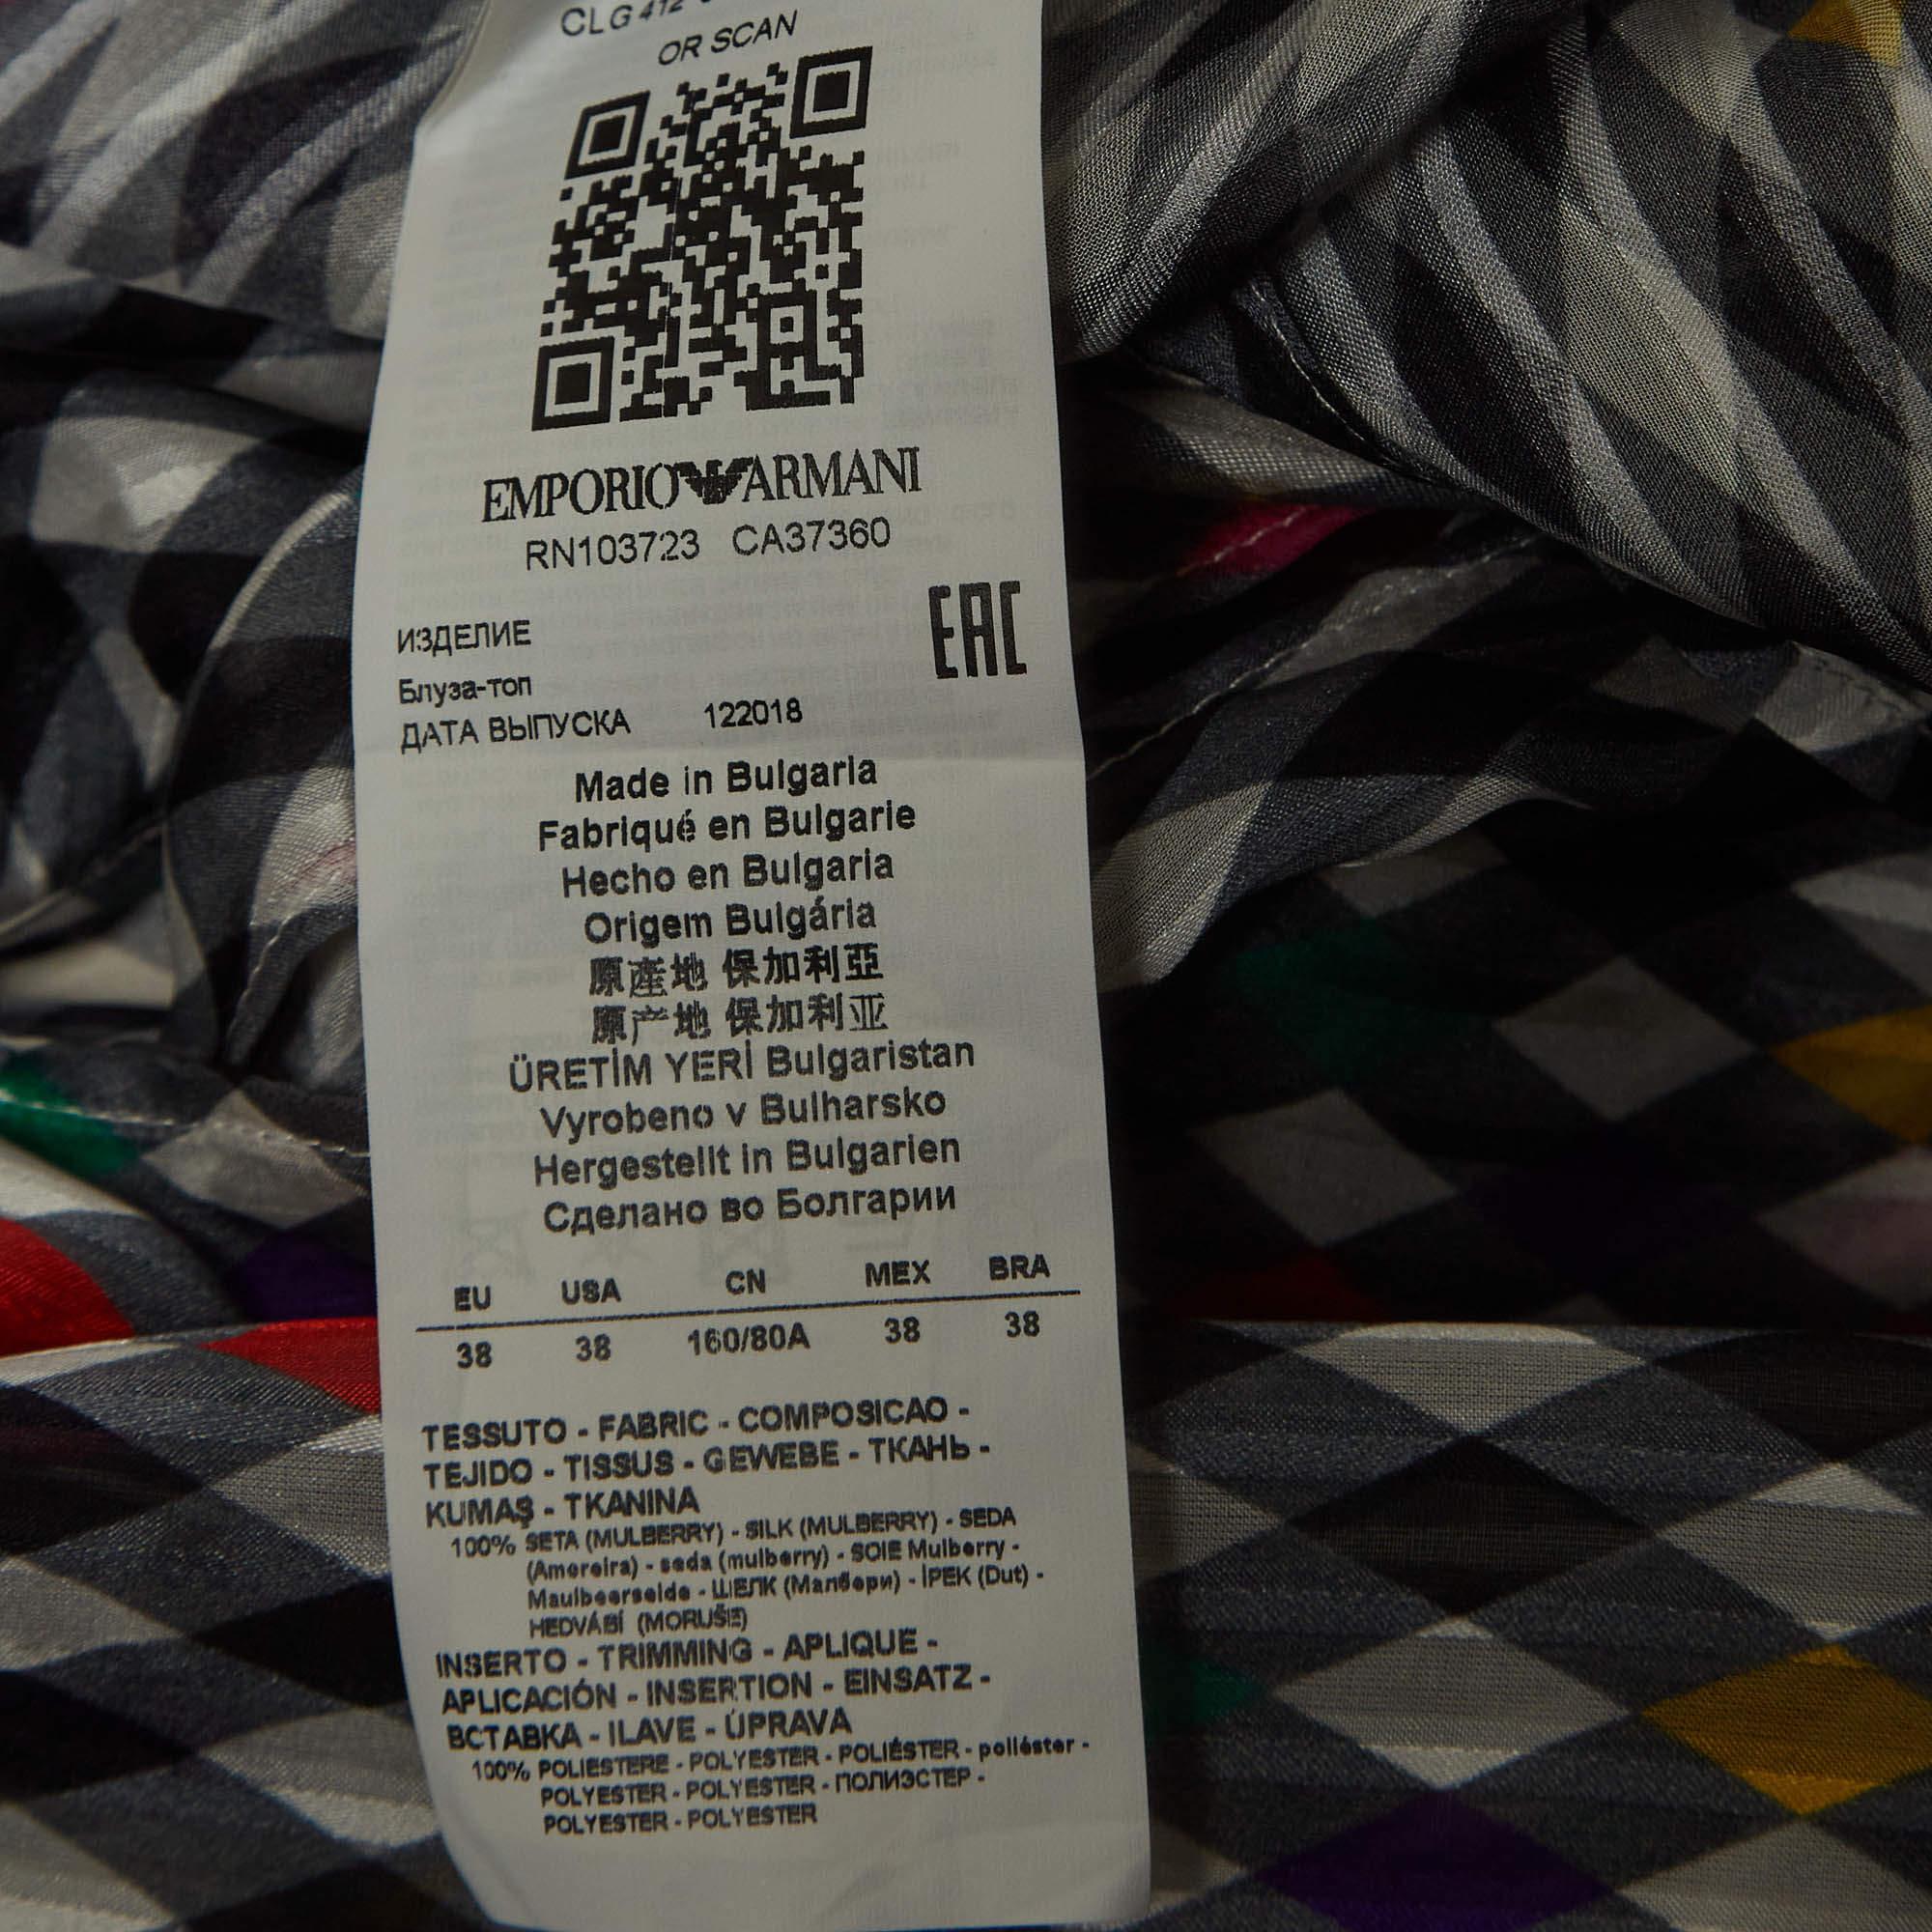 CLG 412
OR SCAN
EMPORIO ARMANI
RN103723 CA37360
EAC
ИЗДЕЛИЕ
Блуза-топ
ДАТА ВЫПУСКА 122018
Made in Bulgaria
Fabriqué en Bulgarie
Hecho en Bulgaria
Origem Bulgária
原產地 保加利亞
原产地 保加利亚
ÜRETİM YERİ Bulgaristan
Vyrobeno v Bulharsko
Hergestellt in Bulgarien
Сделано во Болгарии
EU USA CN MEX BRA
38 38 160/80A 38 38
TESSUTO - FABRIC - COMPOSICAO -
TEJIDO - TISSUS - GEWEBE - ТКАНЬ -
KUMAŞ - TKANINA
100% SETA (MULBERRY) - SILK (MULBERRY) - SEDA
(Amoreira) - seda (mulberry) - SOIE Mulberry -
Maulbeerseide - ШЕЛК (Малбери) - İPEK (Dut) -
HEDVÁBÍ (MORUŠE)
INSERTO - TRIMMING - APLIQUE -
APLICACIÓN - INSERTION - EINSATZ -
ВСТАВКА - ILAVE - ÚPRAVA
100% POLIESTERE - POLYESTER - POLIÉSTER - poliéster -
POLYESTER - POLYESTER - ПОЛИЭСТЕР -
POLYESTER - POLYESTER